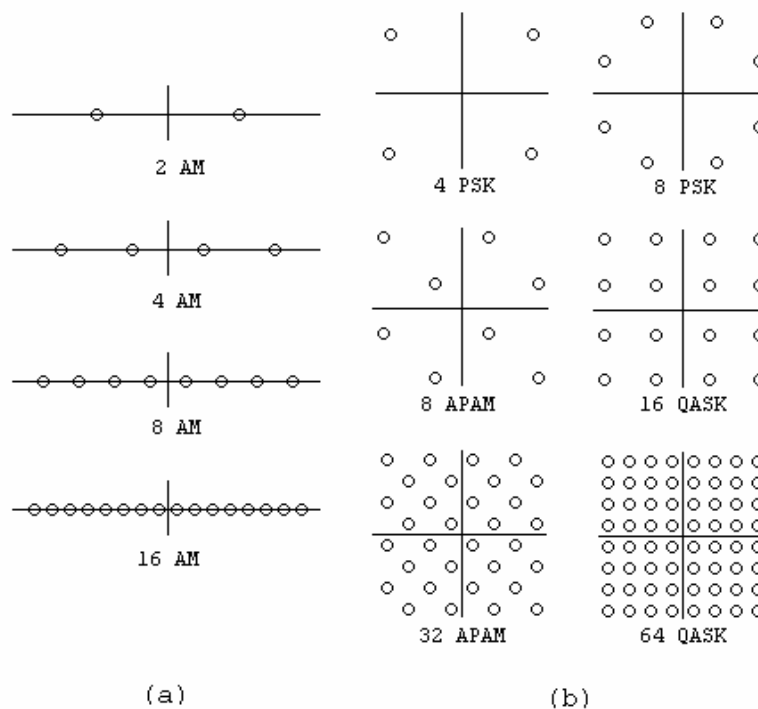 2 AM
4 AM
8 AM
16 AM
(a)
4 PSK
8 PSK
8 APAM
16 QASK
32 APAM
64 QASK
(b)